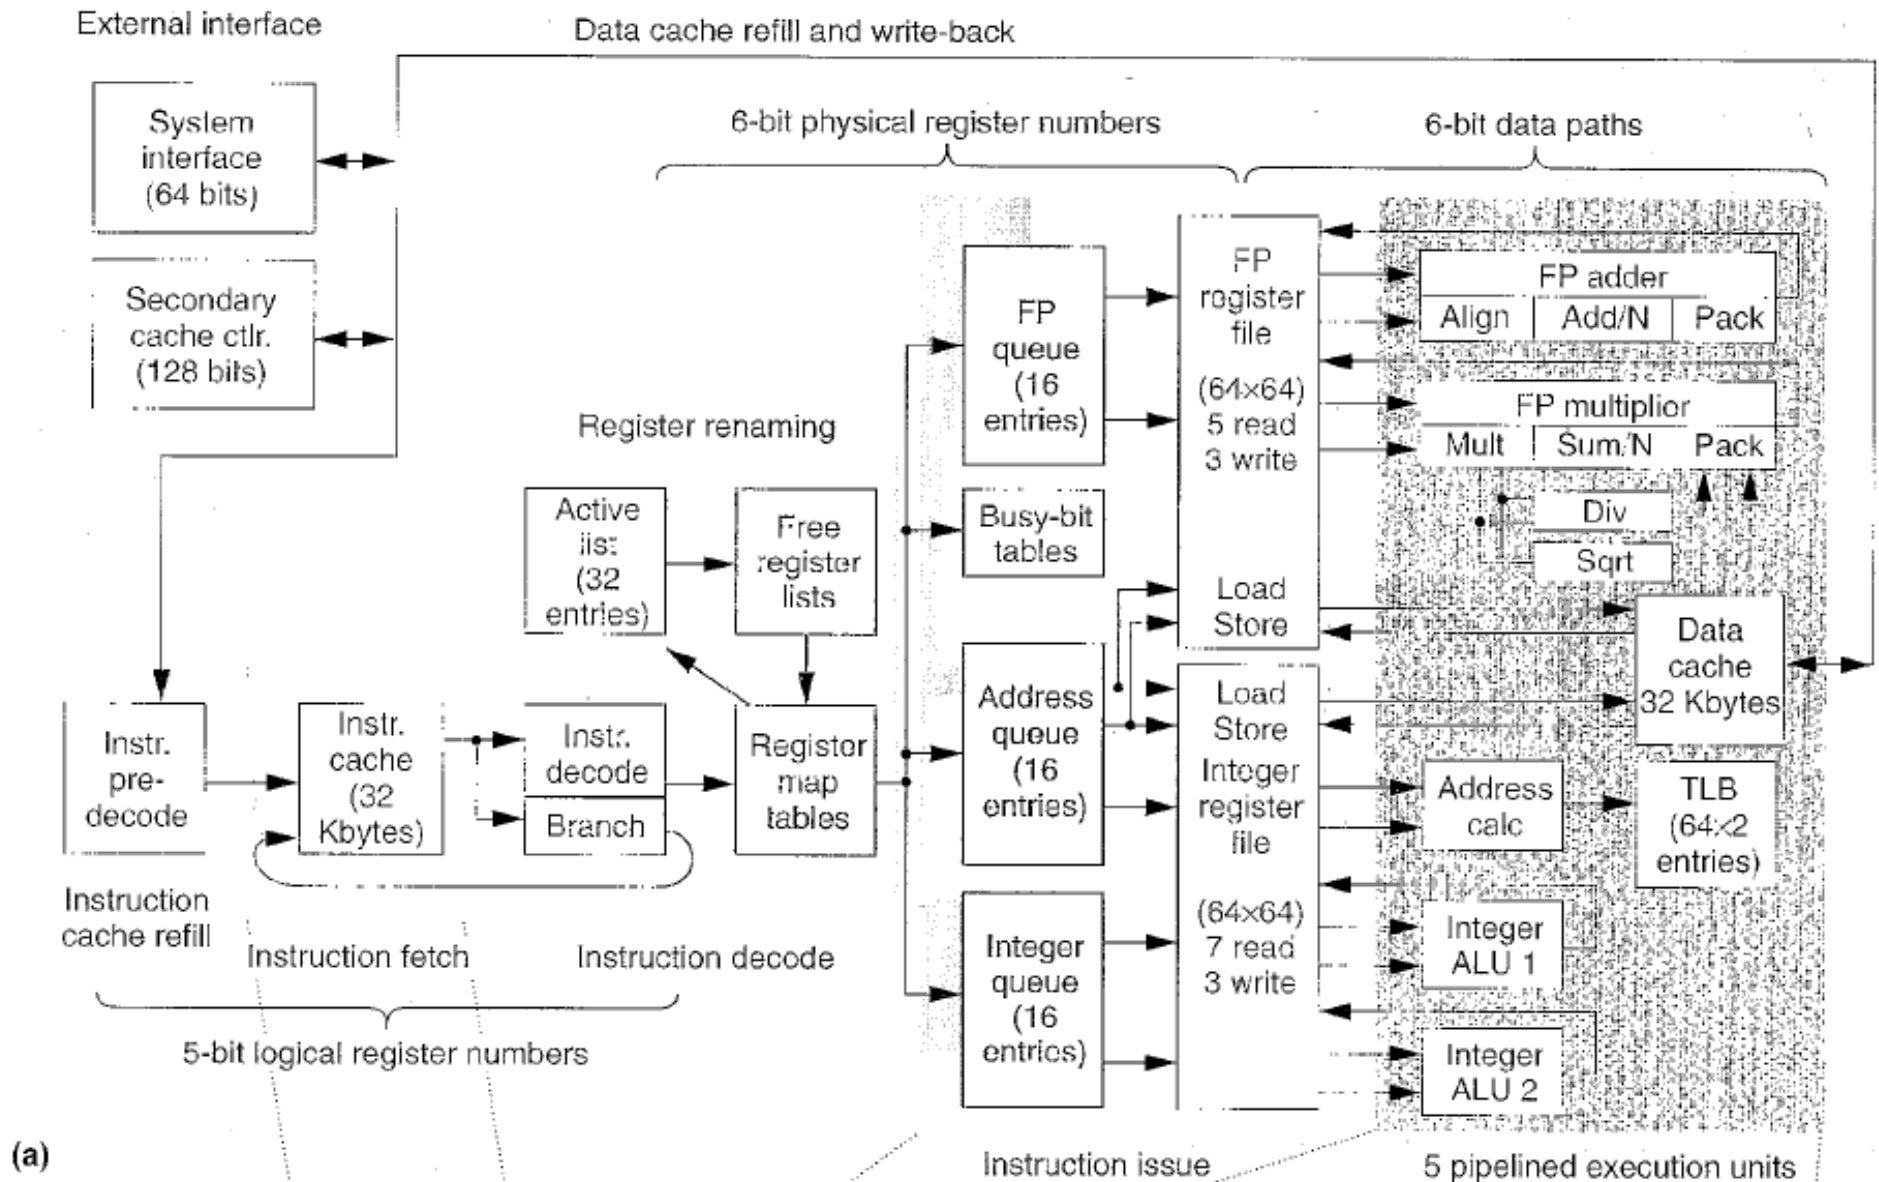 External interface
Data cache refill and write-back
System
interface
(64 bits)
6-bit physical register numbers
6-bit data paths
Secondary
cache ctlr.
(128 bits)
FP
queue
(16
entries)
FP
register
file
(64×64)
5 read
3 write
Load
Store
FP adder
Align
Add/N
Pack
FP multiplior
Mult
Sum/N
Pack
Div
Sqrt
Register renaming
Active
list
(32
entries)
Free
register
lists
Busy-bit
tables
Data
cache
32 Kbytes
Instr.
pre-
decode
Instr.
cache
(32
Kbytes)
Instr.
decode
Branch
Register
map
tables
Address
queue
(16
entries)
Load
Store
Integer
register
file
(64×64)
7 read
3 write
Address
calc
TLB
(64×2
entries)
Instruction
cache refill
Instruction fetch
Instruction decode
Integer
queue
(16
entries)
Integer
ALU 1
Integer
ALU 2
5-bit logical register numbers
(a)
Instruction issue
5 pipelined execution units